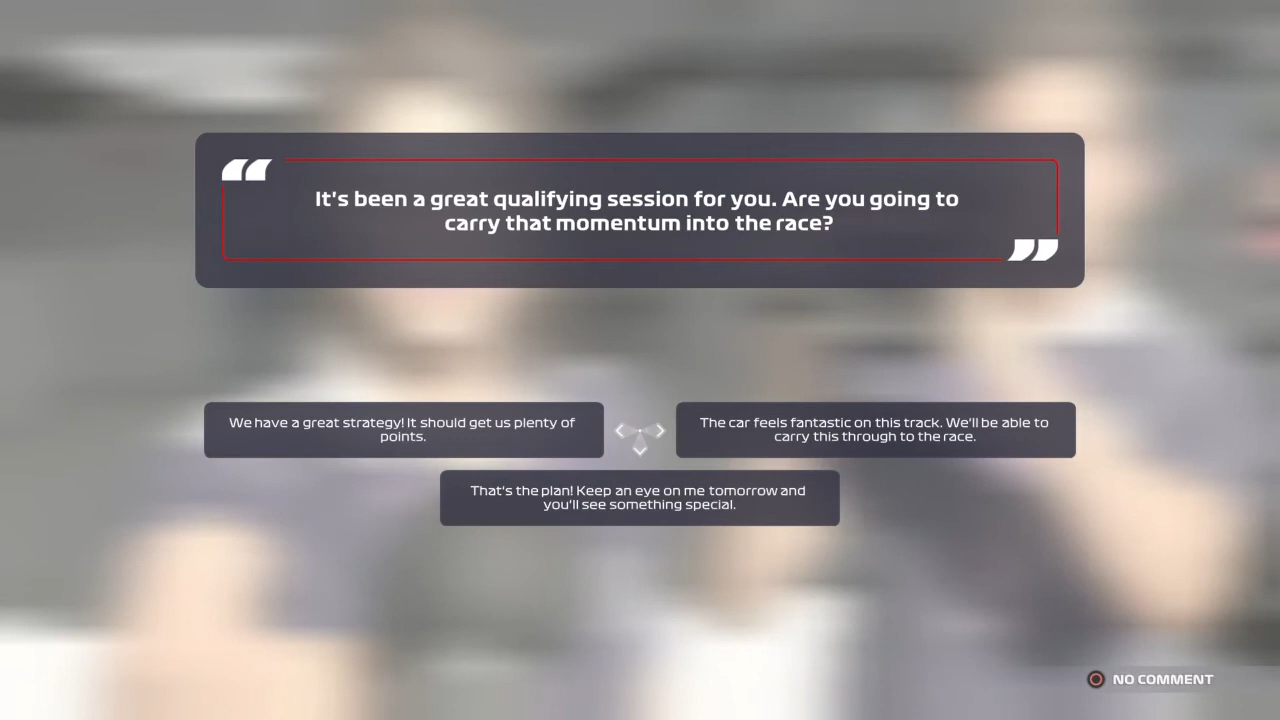 It's been a great qualifying session for you. Are you going to
carry that momentum into the race?
We have a great strategy! It should get us plenty of
points.
The car feels fantastic on this track. We'll be able to
carry this through to the race.
That's the plan! Keep an eye on me tomorrow and
you'll see something special.
NO COMMENT